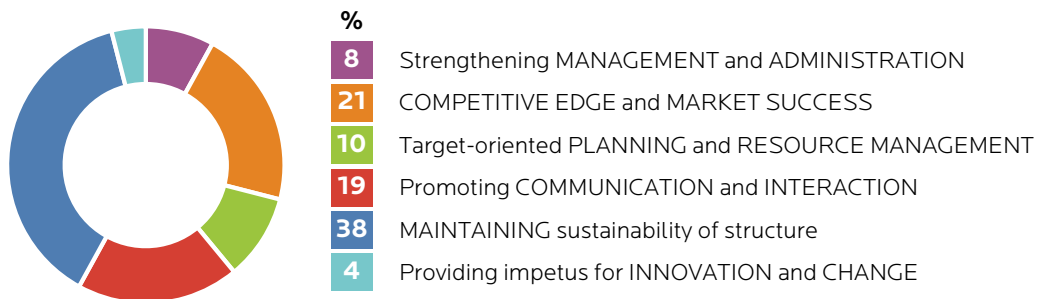 %
8 Strengthening MANAGEMENT and ADMINISTRATION
21 COMPETITIVE EDGE and MARKET SUCCESS
10 Target-oriented PLANNING and RESOURCE MANAGEMENT
19 Promoting COMMUNICATION and INTERACTION
38 MAINTAINING sustainability of structure
4 Providing impetus for INNOVATION and CHANGE